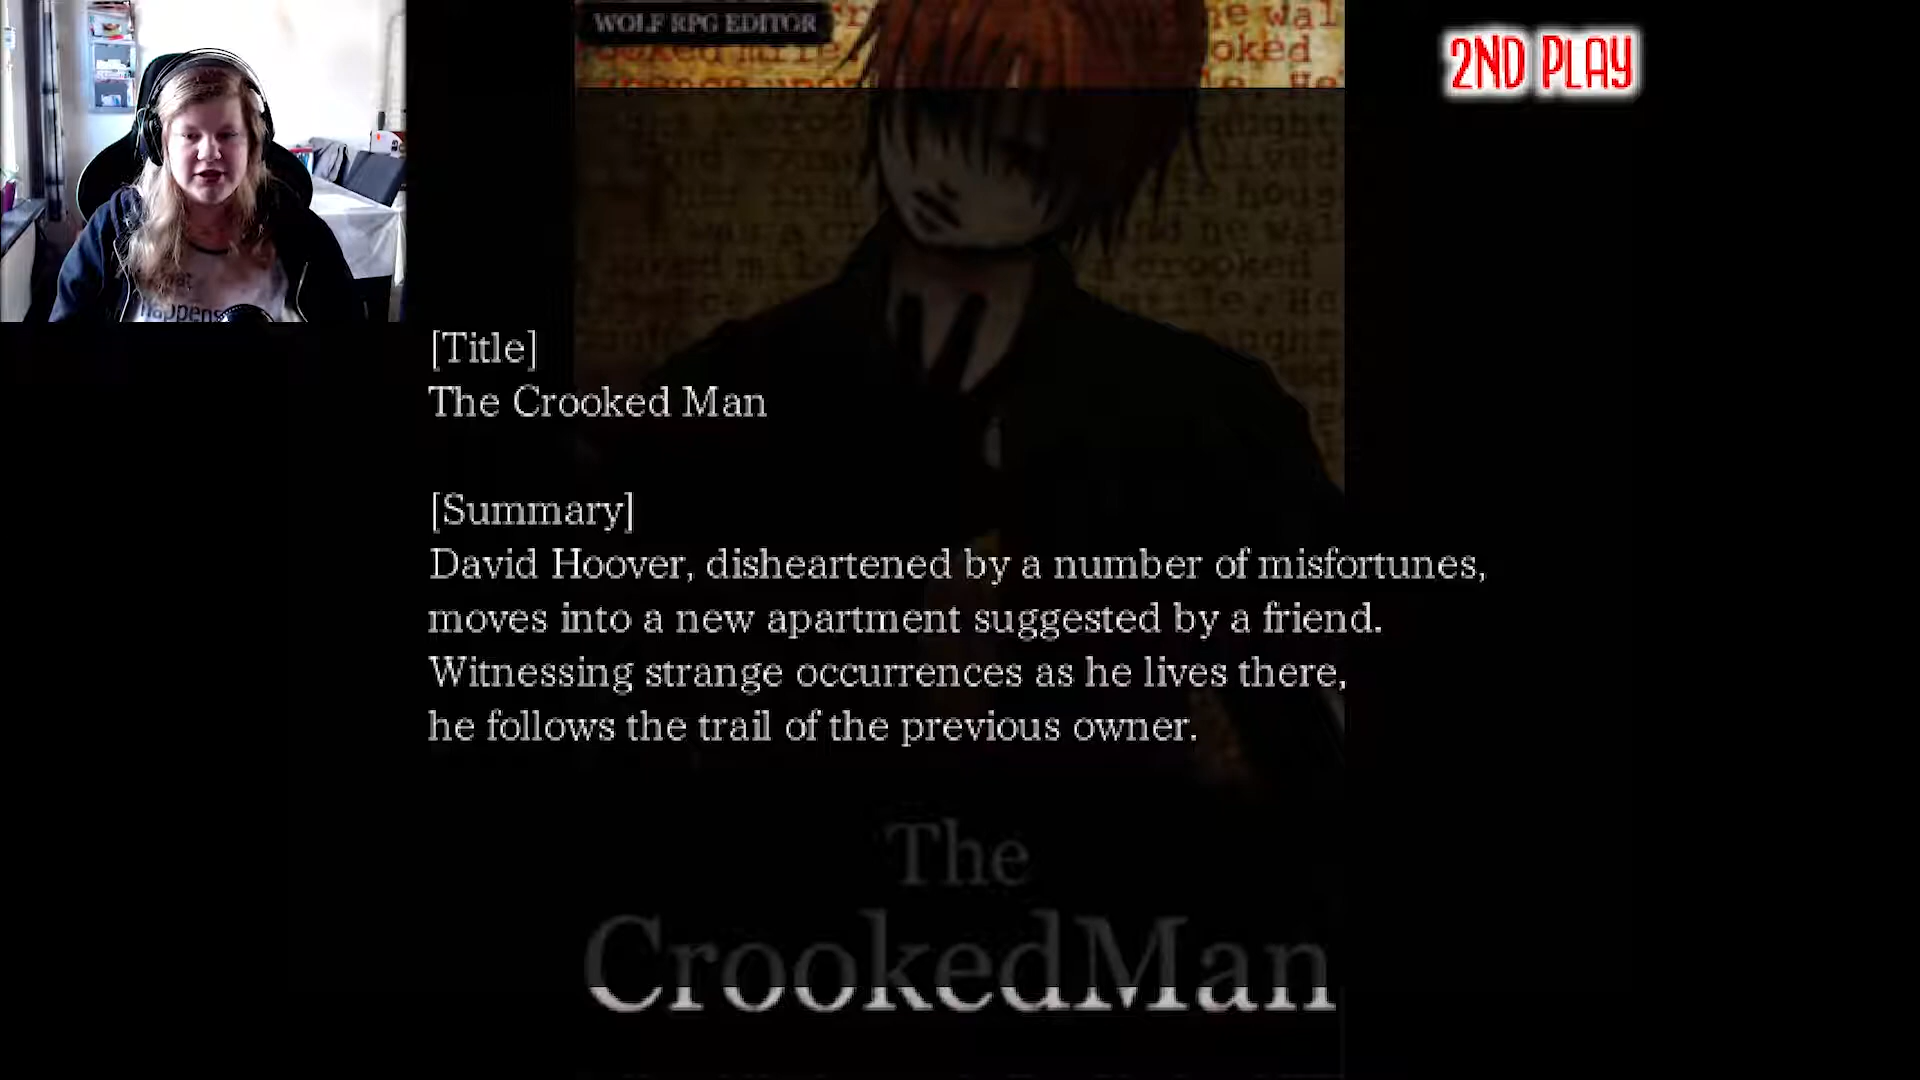 WOLF RPG EDITOR
2ND PLAY
happens
[Title]
The Crooked Man
[Summary]
David Hoover, disheartened by a number of misfortunes,
moves into a new apartment suggested by a friend.
Witnessing strange occurrences as he lives there,
he follows the trail of the previous owner.
The
CrookedMan